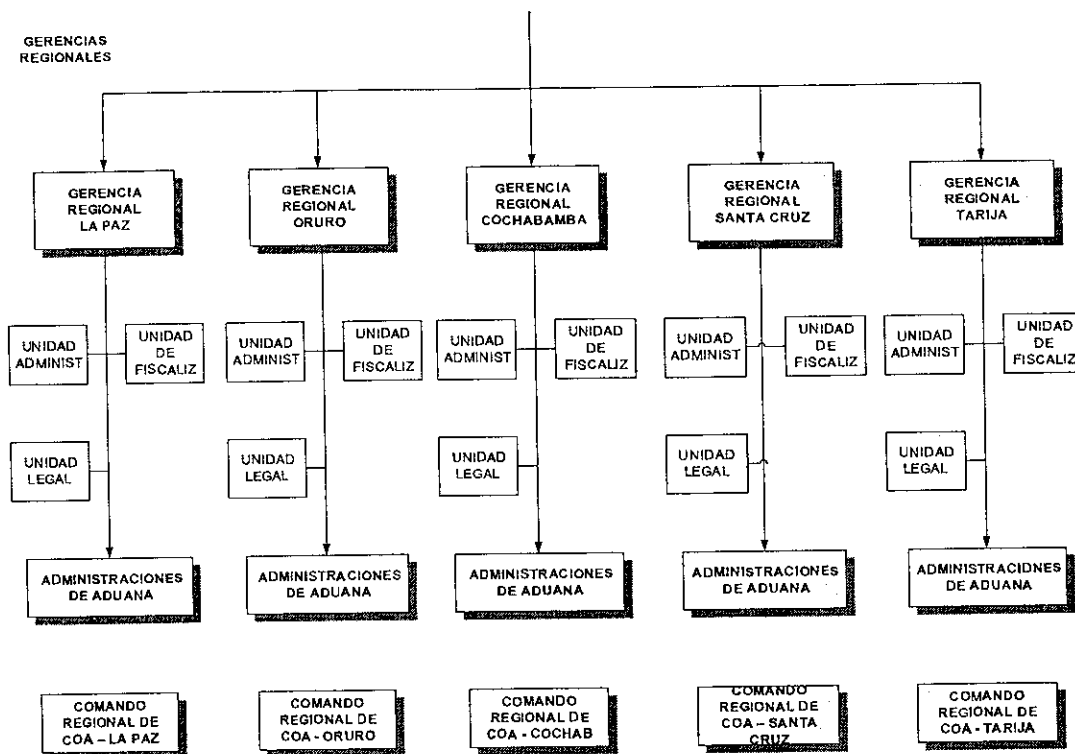 GERENCIAS
REGIONALES
GERENCIA
REGIONAL
LA PAZ
GERENCIA
REGIONAL
ORURO
GERENCIA
REGIONAL
COCHABAMBA
GERENCIA
REGIONAL
SANTA CRUZ
GERENCIA
REGIONAL
TARIJA
UNIDAD
ADMINIST
UNIDAD
DE
FISCALIZ
UNIDAD
ADMINIST
UNIDAD
DE
FISCALIZ
UNIDAD
ADMINIST
UNIDAD
DE
FISCALIZ
UNIDAD
ADMINIST
UNIDAD
DE
FISCALIZ
UNIDAD
ADMINIST
UNIDAD
DE
FISCALIZ
UNIDAD
LEGAL
UNIDAD
LEGAL
UNIDAD
LEGAL
UNIDAD
LEGAL
UNIDAD
LEGAL
ADMINISTRACIONES
DE ADUANA
ADMINISTRACIONES
DE ADUANA
ADMINISTRACIONES
DE ADUANA
ADMINISTRACIONES
DE ADUANA
ADMINISTRACIONES
DE ADUANA
COMANDO
REGIONAL DE
COA – LA PAZ
COMANDO
REGIONAL DE
COA - ORURO
COMANDO
REGIONAL DE
COA - COCHAB
COMANDO
REGIONAL DE
COA – SANTA
CRUZ
COMANDO
REGIONAL DE
COA - TARIJA